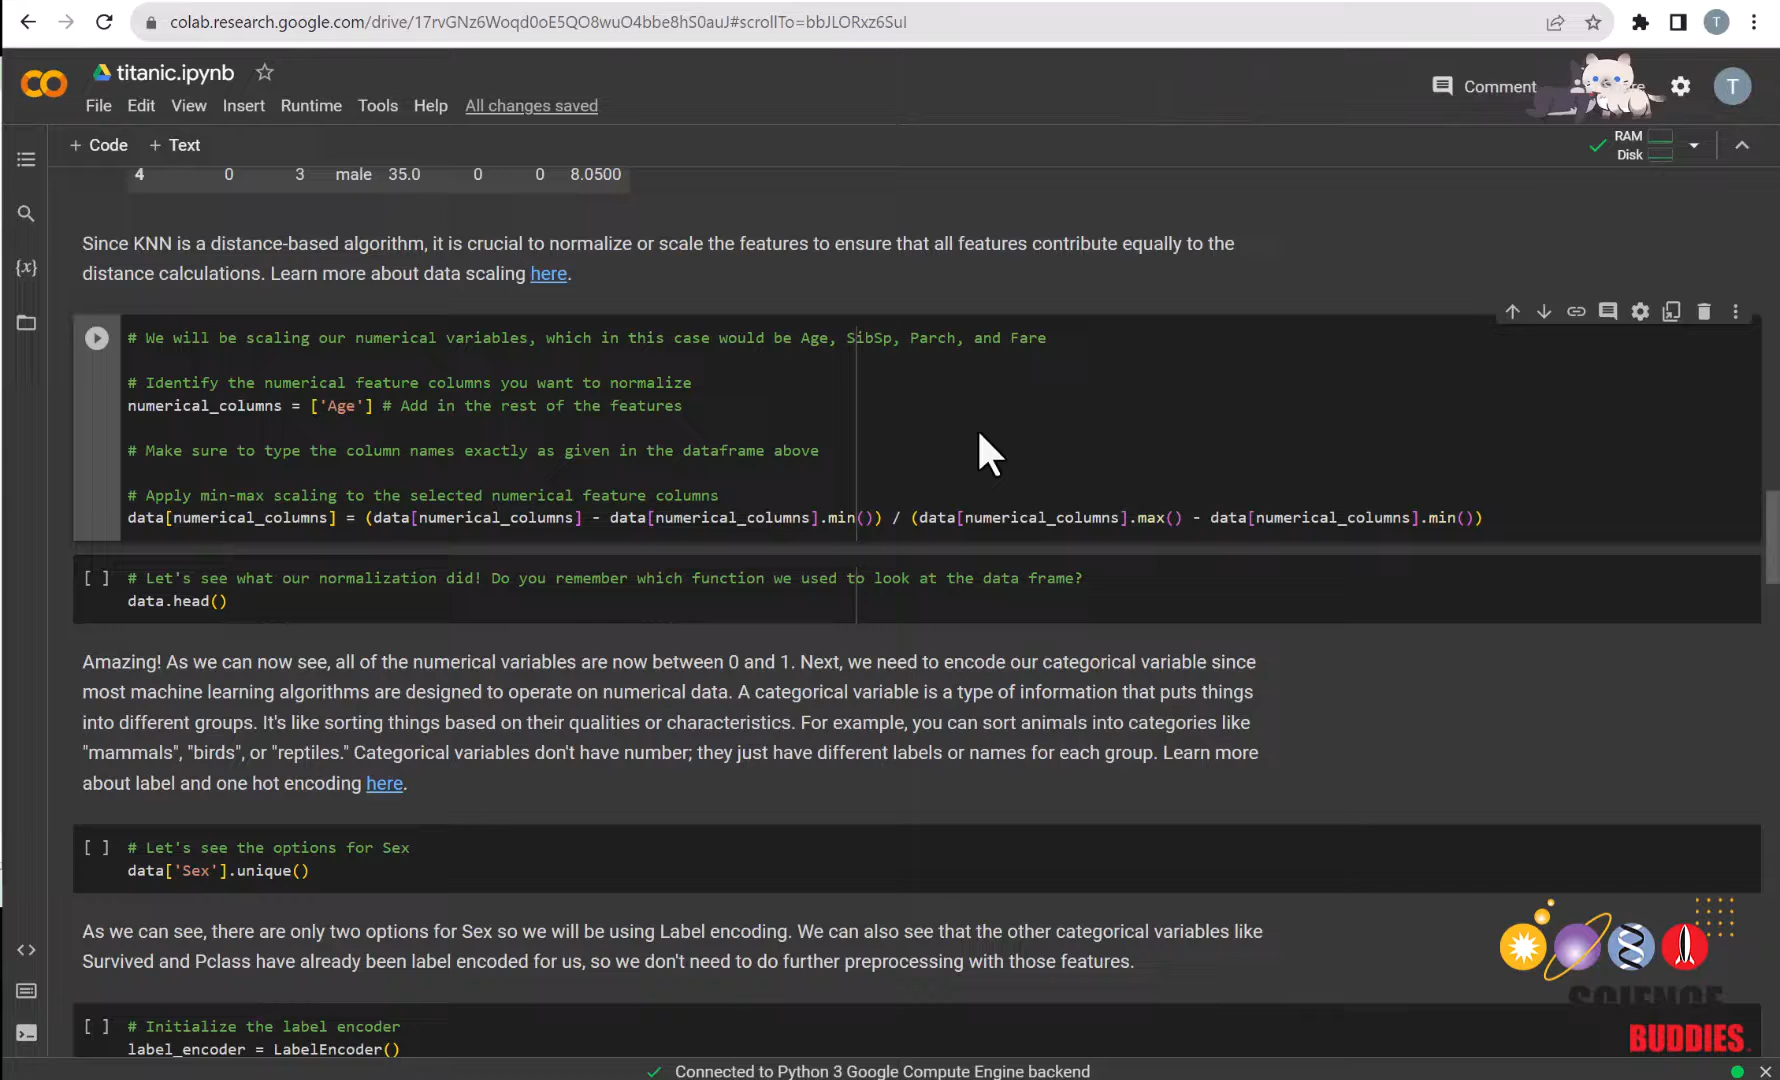 colab.research.google.com/drive/17rvGNz6Woqd0oE5QO8wuO4bbe8hS0auJ#scrollTo=bbJLORxz6SuI
T
titanic.ipynb
Comment
T
File Edit View Insert Runtime Tools Help All changes saved
+ Code + Text
RAM
Disk
4 0 3 male 35.0 0 0 8.0500
Since KNN is a distance-based algorithm, it is crucial to normalize or scale the features to ensure that all features contribute equally to the
distance calculations. Learn more about data scaling here.
# We will be scaling our numerical variables, which in this case would be Age, SibSp, Parch, and Fare
# Identify the numerical feature columns you want to normalize
numerical_columns = ['Age'] # Add in the rest of the features
# Make sure to type the column names exactly as given in the dataframe above
# Apply min-max scaling to the selected numerical feature columns
data[numerical_columns] = (data[numerical_columns] - data[numerical_columns].min()) / (data[numerical_columns].max() - data[numerical_columns].min())
[ ] # Let's see what our normalization did! Do you remember which function we used to look at the data frame?
data.head()
Amazing! As we can now see, all of the numerical variables are now between 0 and 1. Next, we need to encode our categorical variable since
most machine learning algorithms are designed to operate on numerical data. A categorical variable is a type of information that puts things
into different groups. It's like sorting things based on their qualities or characteristics. For example, you can sort animals into categories like
"mammals", "birds", or "reptiles." Categorical variables don't have number; they just have different labels or names for each group. Learn more
about label and one hot encoding here.
[ ] # Let's see the options for Sex
data['Sex'].unique()
As we can see, there are only two options for Sex so we will be using Label encoding. We can also see that the other categorical variables like
Survived and Pclass have already been label encoded for us, so we don't need to do further preprocessing with those features.
[ ] # Initialize the label encoder
label_encoder = LabelEncoder()
SCIENCE
BUDDIES
Connected to Python 3 Google Compute Engine backend